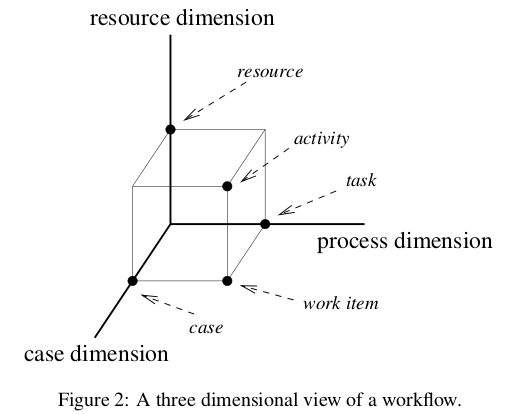 resource dimension
resource
activity
task
process dimension
work item
case
case dimension
Figure 2: A three dimensional view of a workflow.